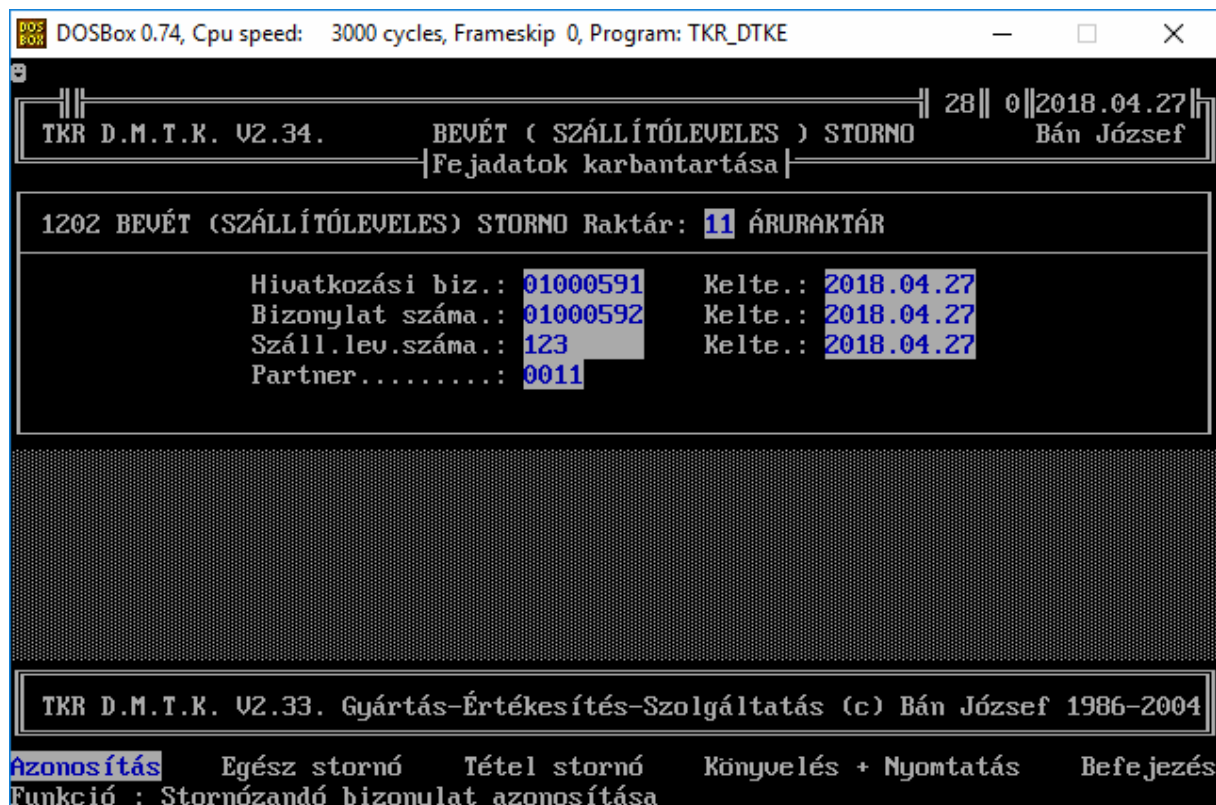 DOSBox 0.74, Cpu speed: 3000 cycles, Frameskip 0, Program: TKR_DTKE
28 0 2018.04.27
TKR D.M.T.K. V2.34. BEVÉT ( SZÁLLÍTÓLEVELES ) STORNO Bán József
Fejadatok karbantartása
1202 BEVÉT (SZÁLLÍTÓLEVELES) STORNO Raktár: 11 ÁRURAKTÁR
Hivatkozási biz.: 01000591 Kelte.: 2018.04.27
Bizonylat száma.: 01000592 Kelte.: 2018.04.27
Száll.lev.száma.: 123 Kelte.: 2018.04.27
Partner.........: 0011
TKR D.M.T.K. V2.33. Gyártás-Értékesítés-Szolgáltatás (c) Bán József 1986-2004
Azonosítás Egész stornó Tétel stornó Könyvelés + Nyomtatás Befejezés
Funkció : Stornózandó bizonylat azonosítása